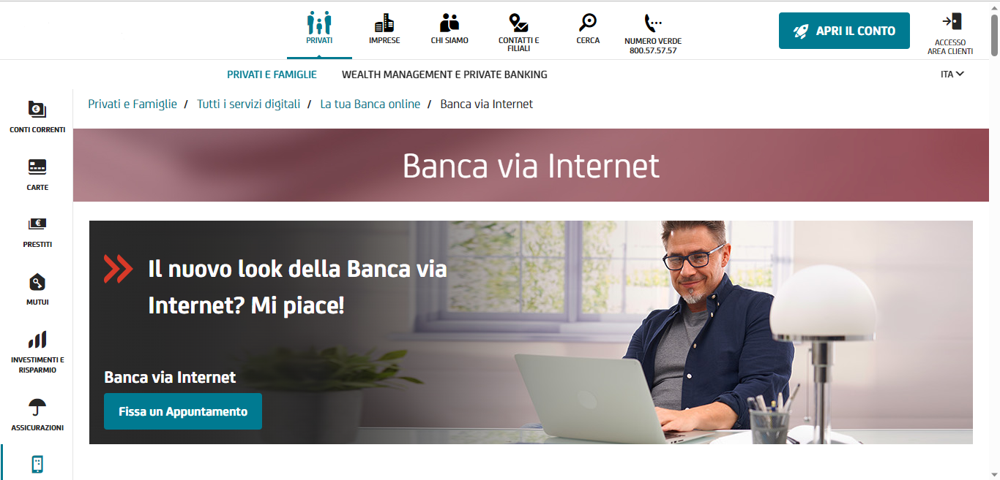 PRIVATI
IMPRESE
CHI SIAMO
CONTATTI E
FILIALI
CERCA
NUMERO VERDE
800.57.57.57
APRI IL CONTO
ACCESSO
AREA CLIENTI
PRIVATI E FAMIGLIE
WEALTH MANAGEMENT E PRIVATE BANKING
ITA
Privati e Famiglie / Tutti i servizi digitali / La tua Banca online / Banca via Internet
CONTI CORRENTI
CARTE
PRESTITI
MUTUI
INVESTIMENTI E
RISPARMIO
ASSICURAZIONI
Banca via Internet
Il nuovo look della Banca via
Internet? Mi piace!
Banca via Internet
Fissa un Appuntamento